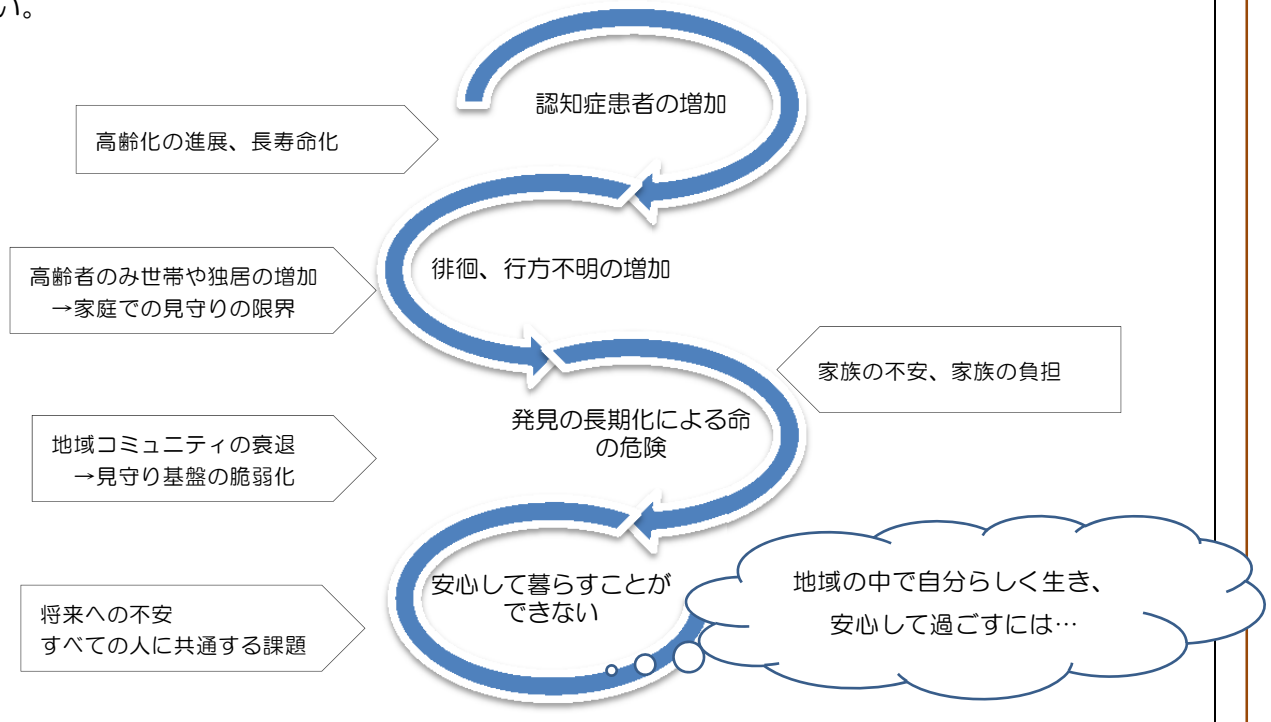 い。
認知症患者の増加
高齢化の進展、長寿命化
徘徊、行方不明の増加
高齢者のみ世帯や独居の増加
→家庭での見守りの限界
家族の不安、家族の負担
発見の長期化による命
の危険
地域コミュニティの衰退
→見守り基盤の脆弱化
安心して暮らすことが
できない
地域の中で自分らしく生き、
安心して過ごすには…
将来への不安
すべての人に共通する課題